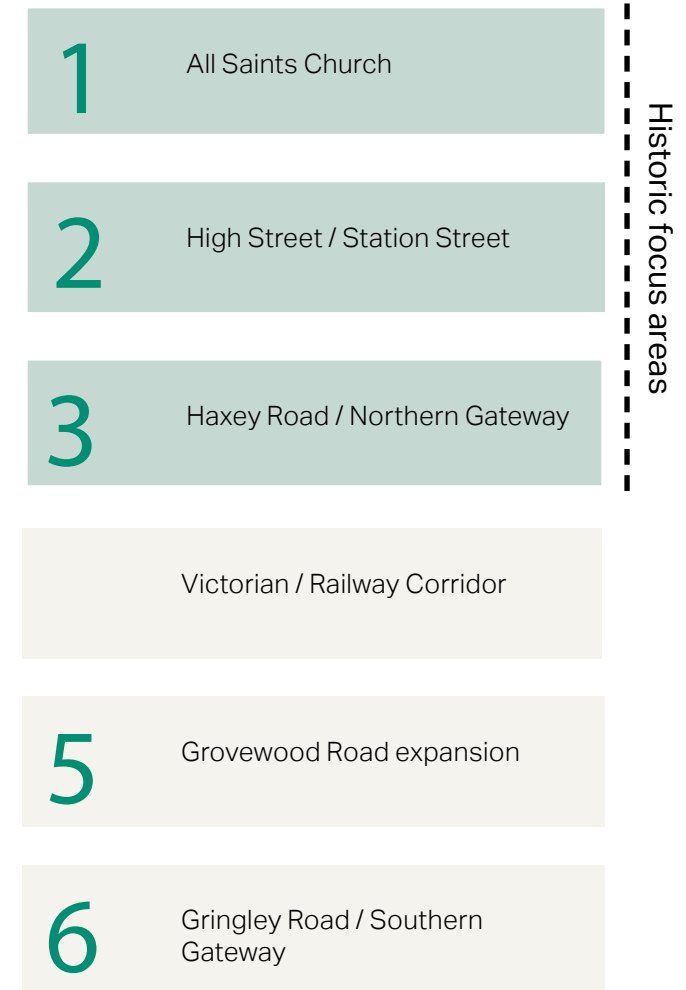 1
All Saints Church
2
High Street / Station Street
3
Haxey Road / Northern Gateway
Historic focus areas
Victorian / Railway Corridor
5
Grovewood Road expansion
6
Gringley Road / Southern
Gateway